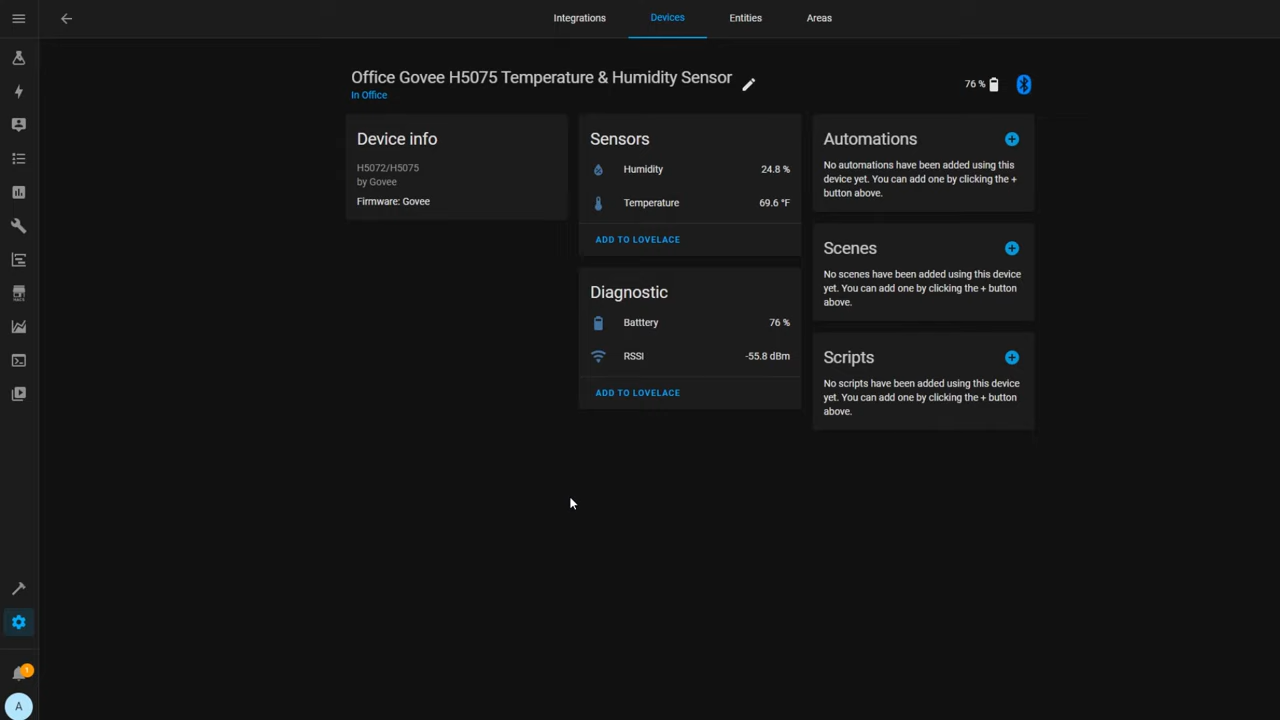 Integrations
Devices
Entities
Areas
Office Govee H5075 Temperature & Humidity Sensor
In Office
76 %
Device info
H5072/H5075
by Govee
Firmware: Govee
Sensors
Humidity 24.8 %
Temperature 69.6 °F
ADD TO LOVELACE
Diagnostic
Batttery 76 %
RSSI -55.8 dBm
ADD TO LOVELACE
Automations
No automations have been added using this
device yet. You can add one by clicking the +
button above.
Scenes
No scenes have been added using this device
yet. You can add one by clicking the + button
above.
Scripts
No scripts have been added using this device
yet. You can add one by clicking the + button
above.
1
A